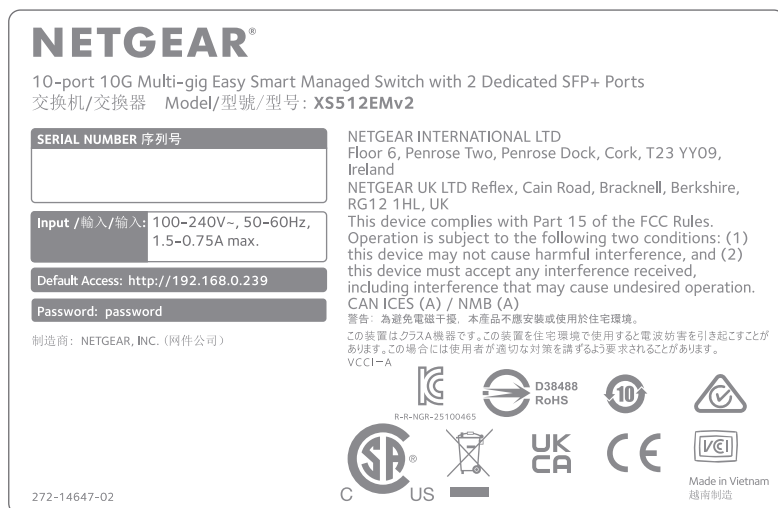 NETGEAR®
10-port 10G Multi-gig Easy Smart Managed Switch with 2 Dedicated SFP+ Ports
交换机/交換器 Model/型號/型号: XS512EMv2
SERIAL NUMBER 序列号
Input /輸入/输入: 100-240V~, 50-60Hz,
1.5-0.75A max.
Default Access: http://192.168.0.239
Password: password
制造商: NETGEAR, INC. (网件公司)
NETGEAR INTERNATIONAL LTD
Floor 6, Penrose Two, Penrose Dock, Cork, T23 YY09,
Ireland
NETGEAR UK LTD Reflex, Cain Road, Bracknell, Berkshire,
RG12 1HL, UK
This device complies with Part 15 of the FCC Rules.
Operation is subject to the following two conditions: (1)
this device may not cause harmful interference, and (2)
this device must accept any interference received,
including interference that may cause undesired operation.
CAN ICES (A) / NMB (A)
警告: 為避免電磁干擾, 本產品不應安裝或使用於住宅環境。
この装置はクラスA機器です。この装置を住宅環境で使用すると電波妨害を引き起こすことが
あります。この場合には使用者が適切な対策を講ずるよう要求されることがあります。
VCCI-A
R-R-NGR-25100465
D38488
RoHS
10
CSA®
C US
UK
CA
CE
VCCI
Made in Vietnam
越南制造
272-14647-02